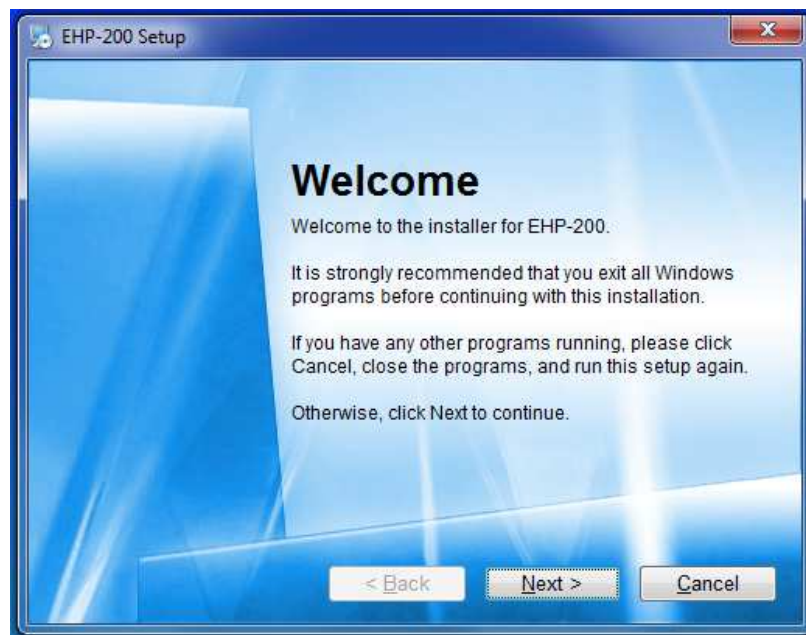 EHP-200 Setup
Welcome
Welcome to the installer for EHP-200.
It is strongly recommended that you exit all Windows
programs before continuing with this installation.
If you have any other programs running, please click
Cancel, close the programs, and run this setup again.
Otherwise, click Next to continue.
< Back Next > Cancel